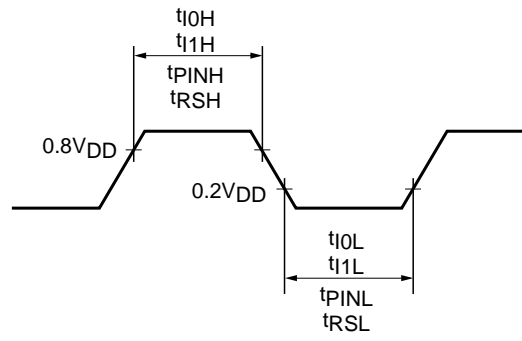 tI0H
tI1H
tPINH
tRSH
0.8VDD
0.2VDD
tI0L
tI1L
tPINL
tRSL